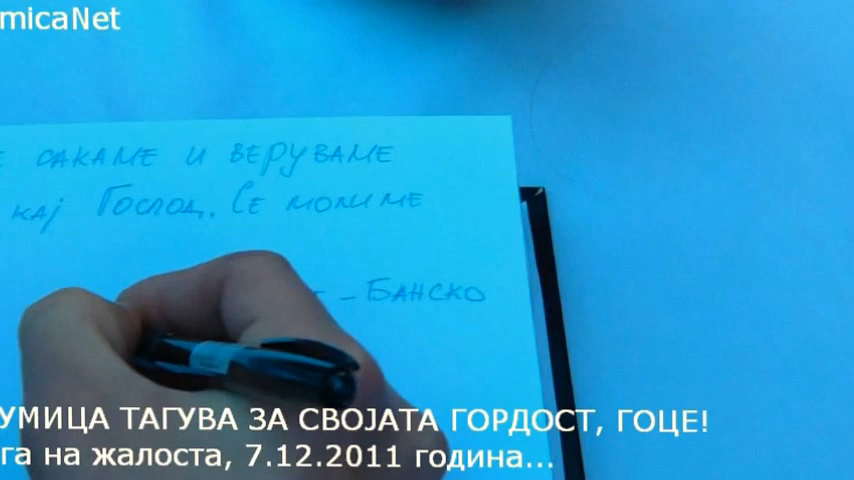 micaNet
Е САКАМЕ И ВЕРУВАМЕ
КАЈ ГОСПОД. СЕ МОЛИМЕ
- БАНСКО
УМИЦА ТАГУВА ЗА СВОЈАТА ГОРДОСТ, ГОЦЕ!
га на жалоста, 7.12.2011 година...